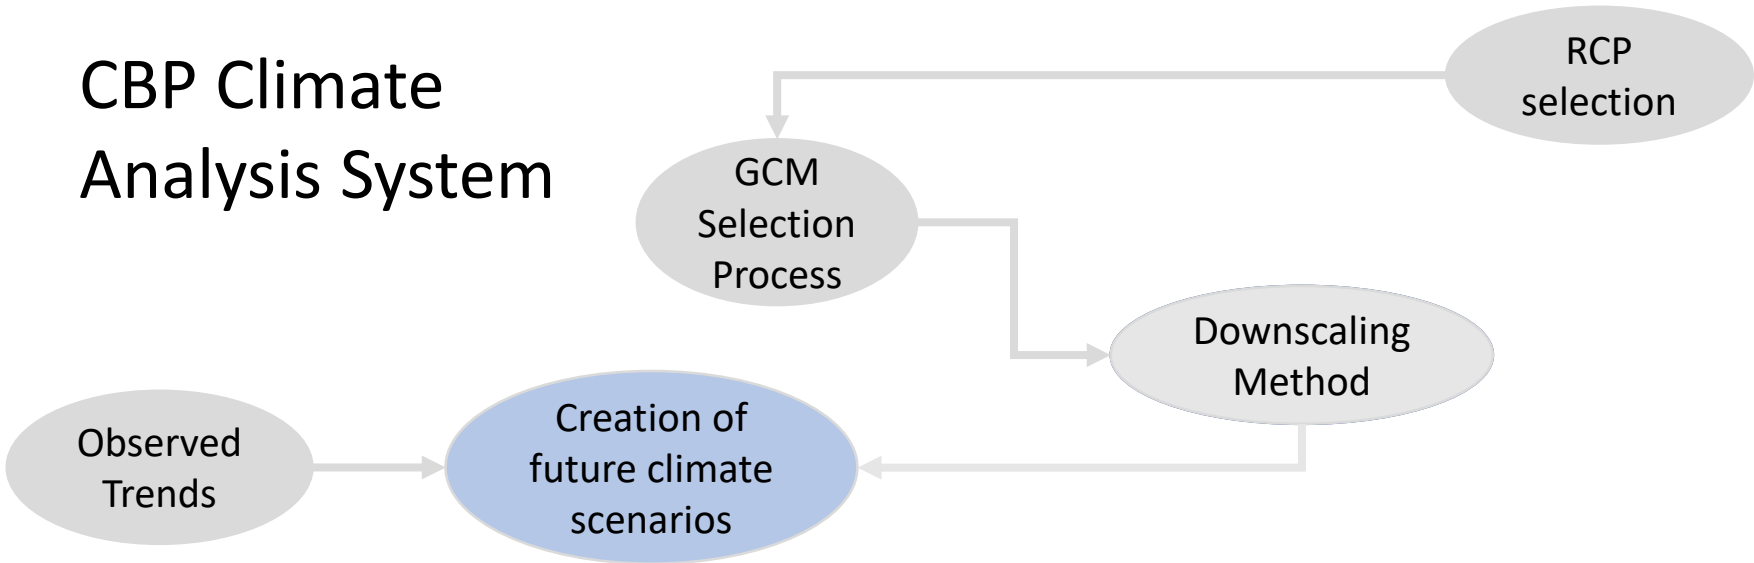 CBP Climate
Analysis System
RCP
selection
GCM
Selection
Process
Downscaling
Method
Observed
Trends
Creation of
future climate
scenarios